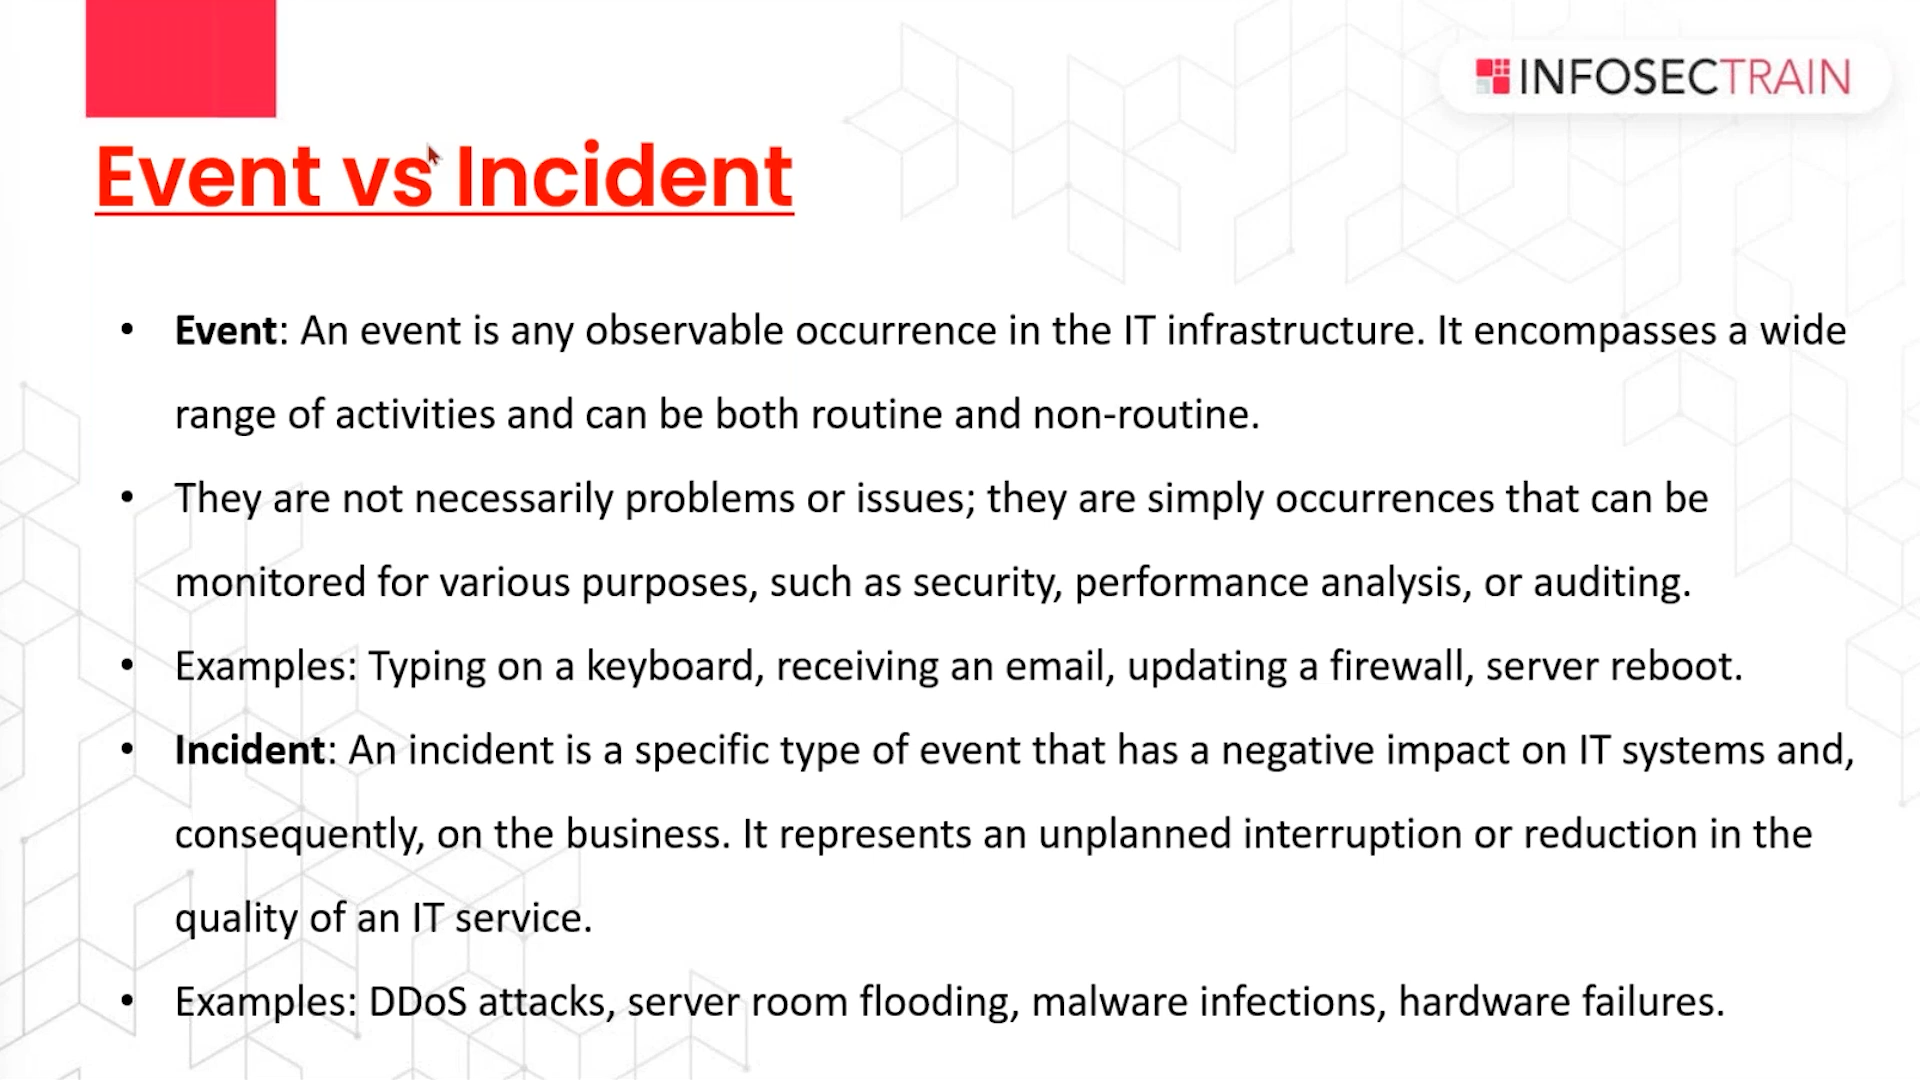 INFOSECTRAIN
Event vs Incident
• Event: An event is any observable occurrence in the IT infrastructure. It encompasses a wide
range of activities and can be both routine and non-routine.
• They are not necessarily problems or issues; they are simply occurrences that can be
monitored for various purposes, such as security, performance analysis, or auditing.
• Examples: Typing on a keyboard, receiving an email, updating a firewall, server reboot.
• Incident: An incident is a specific type of event that has a negative impact on IT systems and,
consequently, on the business. It represents an unplanned interruption or reduction in the
quality of an IT service.
• Examples: DDoS attacks, server room flooding, malware infections, hardware failures.